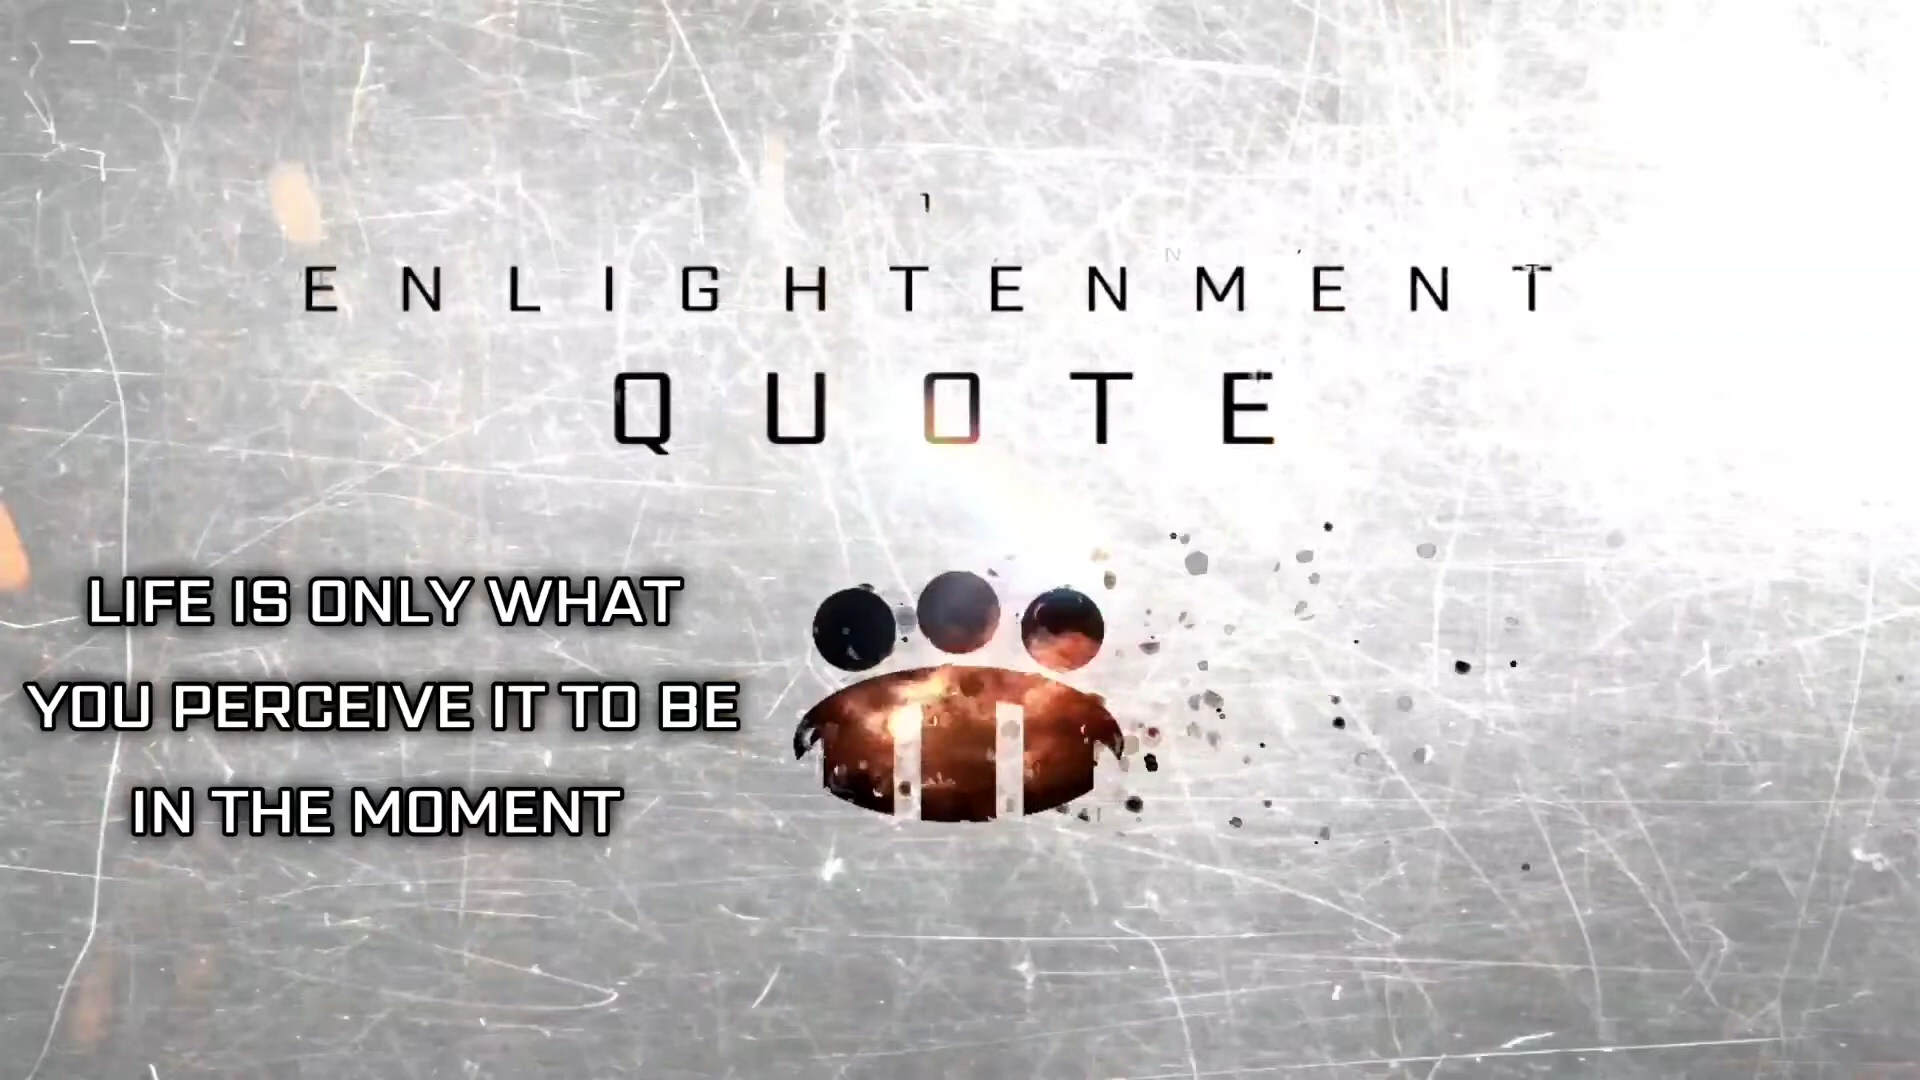 ENLIGHTENMENT
QUOTE
LIFE IS ONLY WHAT
YOU PERCEIVE IT TO BE
IN THE MOMENT